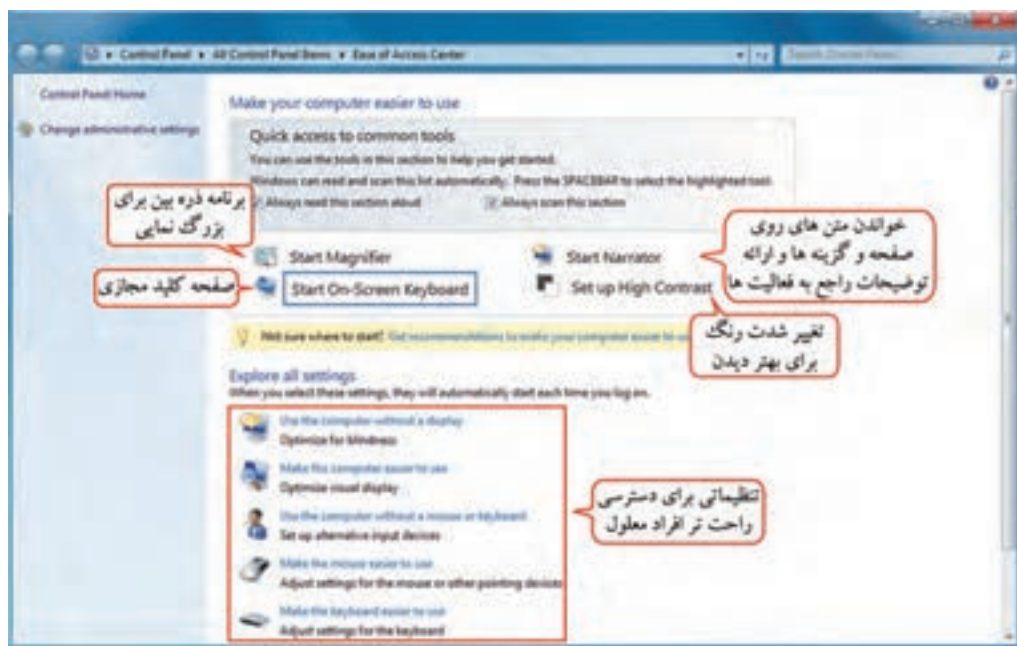 Control Panel ▸ All Control Panel Items ▸ Ease of Access Center
Control Panel Home
Change administrative settings
Make your computer easier to use
Quick access to common tools
You can use the tools in this section to help you get started.
Windows can read and scan this list automatically. Press the SPACEBAR to select the highlighted tool.
Always read this section aloud
Always scan this section
برنامه ذره بین برای
بزرگ نمایی
Start Magnifier
Start Narrator
خواندن متن های روی
صفحه و گزینه ها و ارائه
توضیحات راجع به فعالیت ها
صفحه کلید مجازی
Start On-Screen Keyboard
Set up High Contrast
تغییر شدت رنگ
برای بهتر دیدن
Not sure where to start? Get recommendations to make your computer easier to
Explore all settings
When you select these settings, they will automatically start each time you log on.
Use the computer without a display
Optimize for blindness
Make the computer easier to use
Optimize visual display
Use the computer without a mouse or keyboard
Set up alternative input devices
Make the mouse easier to use
Adjust settings for the mouse or other pointing devices
Make the keyboard easier to use
Adjust settings for the keyboard
تنظیماتی برای دسترسی
راحت تر افراد معلول